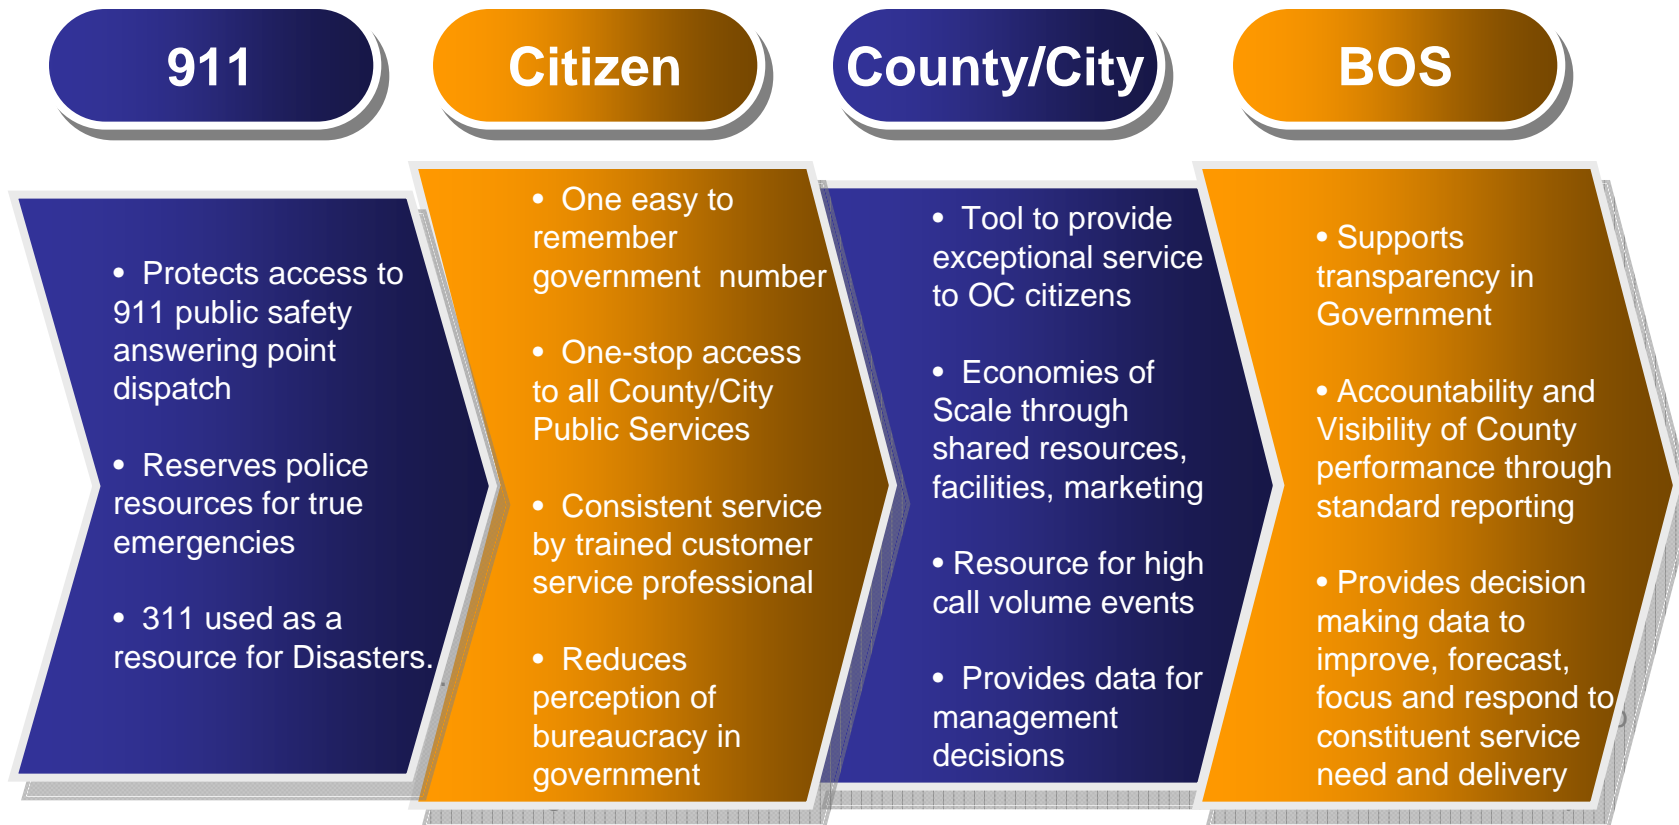 911
Citizen
County/City
BOS
• Protects access to
911 public safety
answering point
dispatch
• Reserves police
resources for true
emergencies
• 311 used as a
resource for Disasters.
• One easy to
remember
government number
• One-stop access
to all County/City
Public Services
• Consistent service
by trained customer
service professional
• Reduces
perception of
bureaucracy in
government
• Tool to provide
exceptional service
to OC citizens
• Economies of
Scale through
shared resources,
facilities, marketing
• Resource for high
call volume events
• Provides data for
management
decisions
• Supports
transparency in
Government
• Accountability and
Visibility of County
performance through
standard reporting
• Provides decision
making data to
improve, forecast,
focus and respond to
constituent service
need and delivery